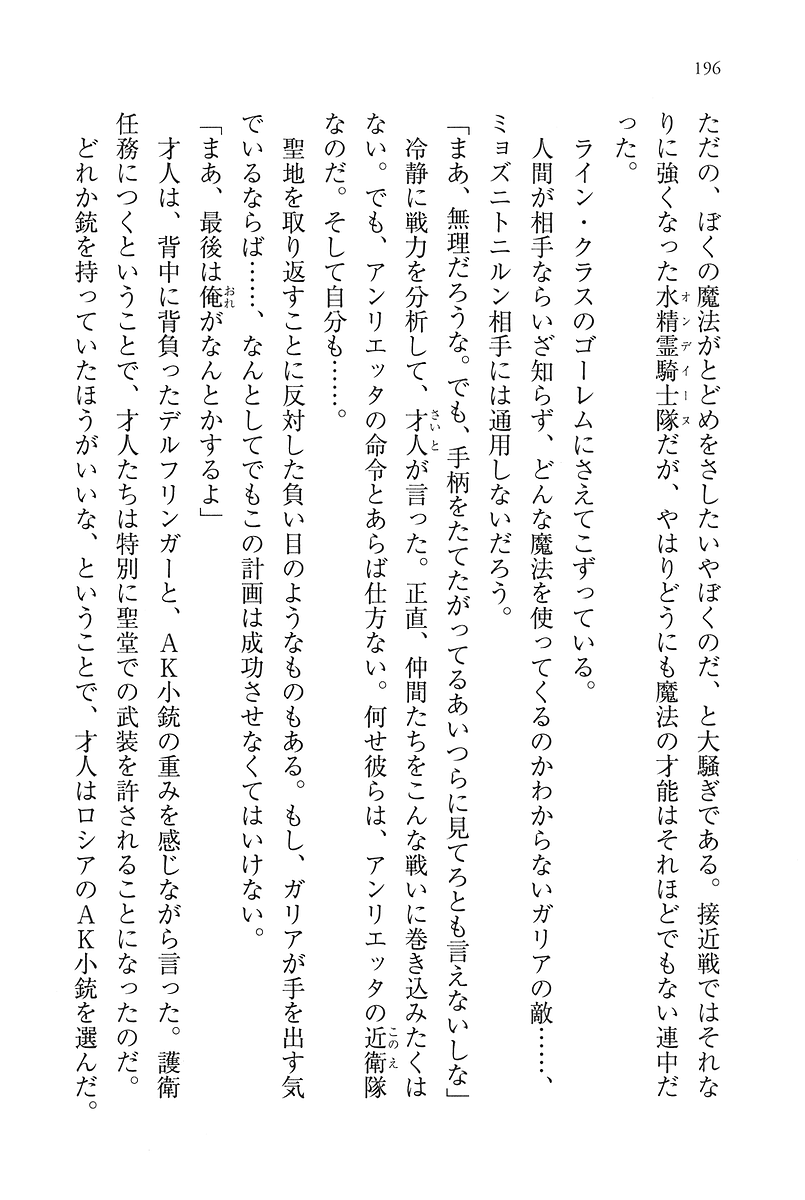 196
ただの、ぼくの魔法がとどめをさしたいやぼくのだ、と大騒ぎである。接近戦ではそれな
りに強くなった水精霊騎士隊だが、やはりどうにも魔法の才能はそれほどでもない連中だ
オンディーヌ
った。
ライン・クラスのゴーレムにさえてこずっている。
人間が相手ならいざ知らず、どんな魔法を使ってくるのかわからないガリアの敵……、
ミョズニトニルン相手には通用しないだろう。
「まあ、無理だろうな。でも、手柄をたてたがってるあいつらに見てろとも言えないしな」
冷静に戦力を分析して、才人が言った。正直、仲間たちをこんな戦いに巻き込みたくは
さいと
ない。でも、アンリエッタの命令とあらば仕方ない。何せ彼らは、アンリエッタの近衛隊
このえ
なのだ。そして自分も……。
聖地を取り返すことに反対した負い目のようなものもある。もし、ガリアが手を出す気
でいるならば……、なんとしてでもこの計画は成功させなくてはいけない。
「まあ、最後は俺がなんとかするよ」
おれ
才人は、背中に背負ったデルフリンガーと、ＡＫ小銃の重みを感じながら言った。護衛
任務につくということで、才人たちは特別に聖堂での武装を許されることになったのだ。
どれか銃を持っていたほうがいいな、ということで、才人はロシアのＡＫ小銃を選んだ。